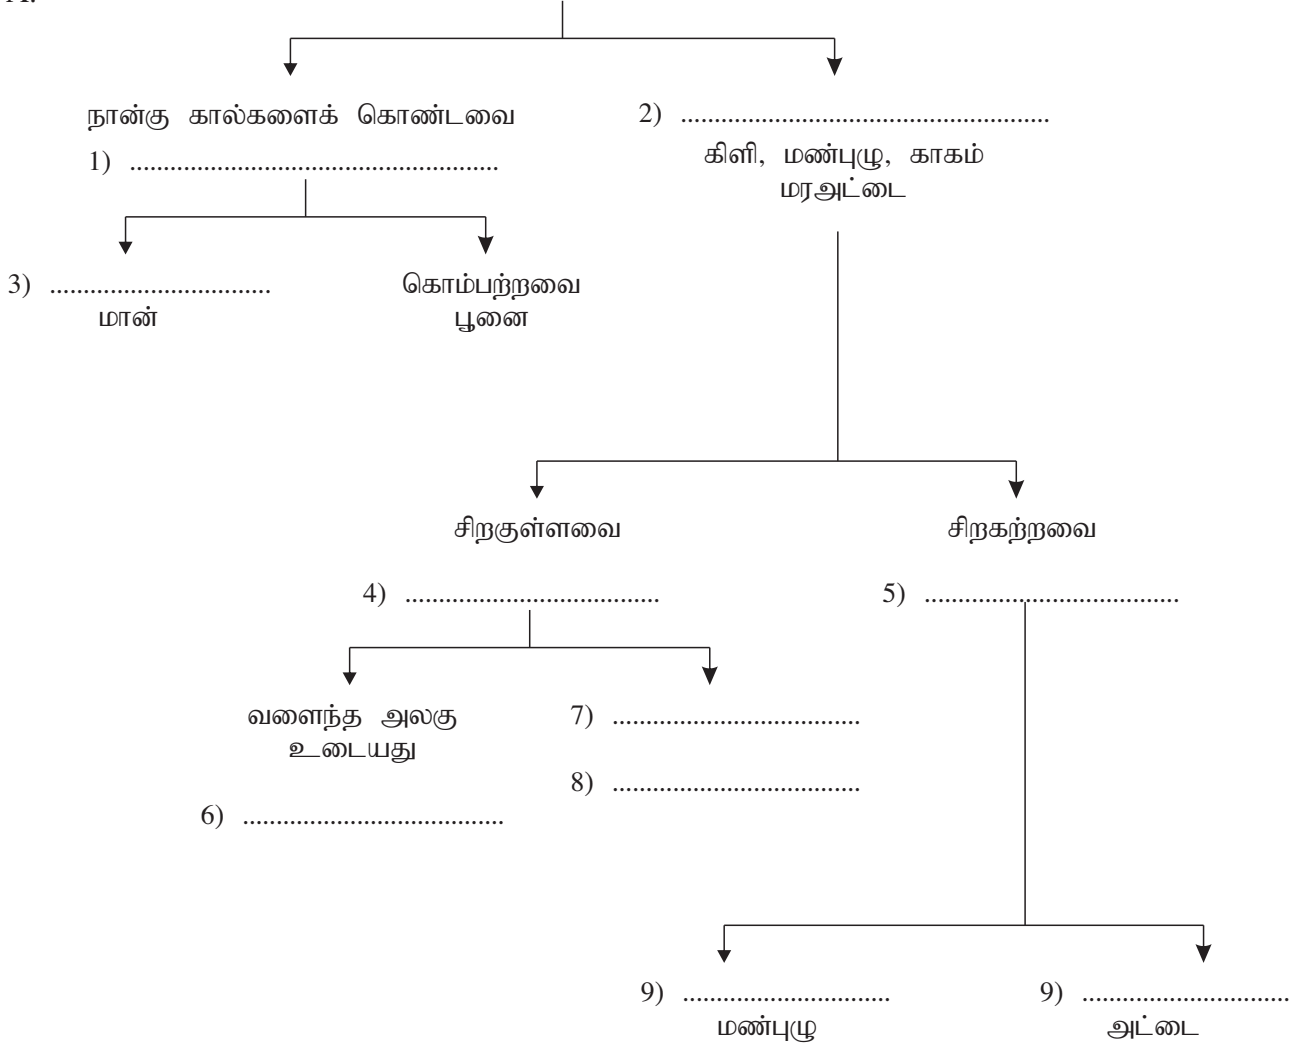 நான்கு கால்களைக் கொண்டவை
1) .......................................................
2) .......................................................
கிளி, மண்புழு, காகம்
மரஅட்டை
3) .................................
மான்
கொம்பற்றவை
பூனை
சிறகுள்ளவை
சிறகற்றவை
4) ......................................
5) ......................................
வளைந்த அலகு
உடையது
6) .......................................
7) .....................................
8) .....................................
9) ...............................
மண்புழு
9) ...............................
அட்டை